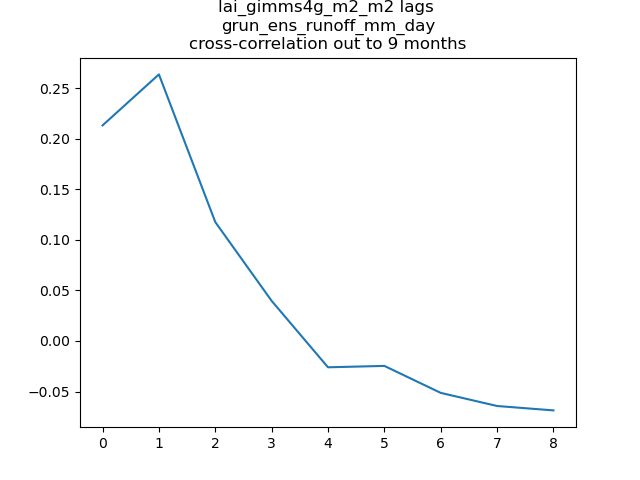 lai_gimms4g_m2_m2 lags
grun_ens_runoff_mm_day
cross-correlation out to 9 months
0.25
0.20
0.15
0.10
0.05
0.00
−0.05
0 1 2 3 4 5 6 7 8